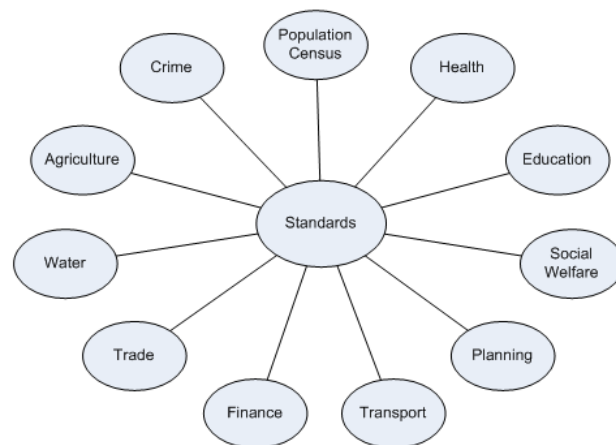 Population
Census
Crime
Health
Agriculture
Education
Standards
Water
Social
Welfare
Trade
Planning
Finance
Transport